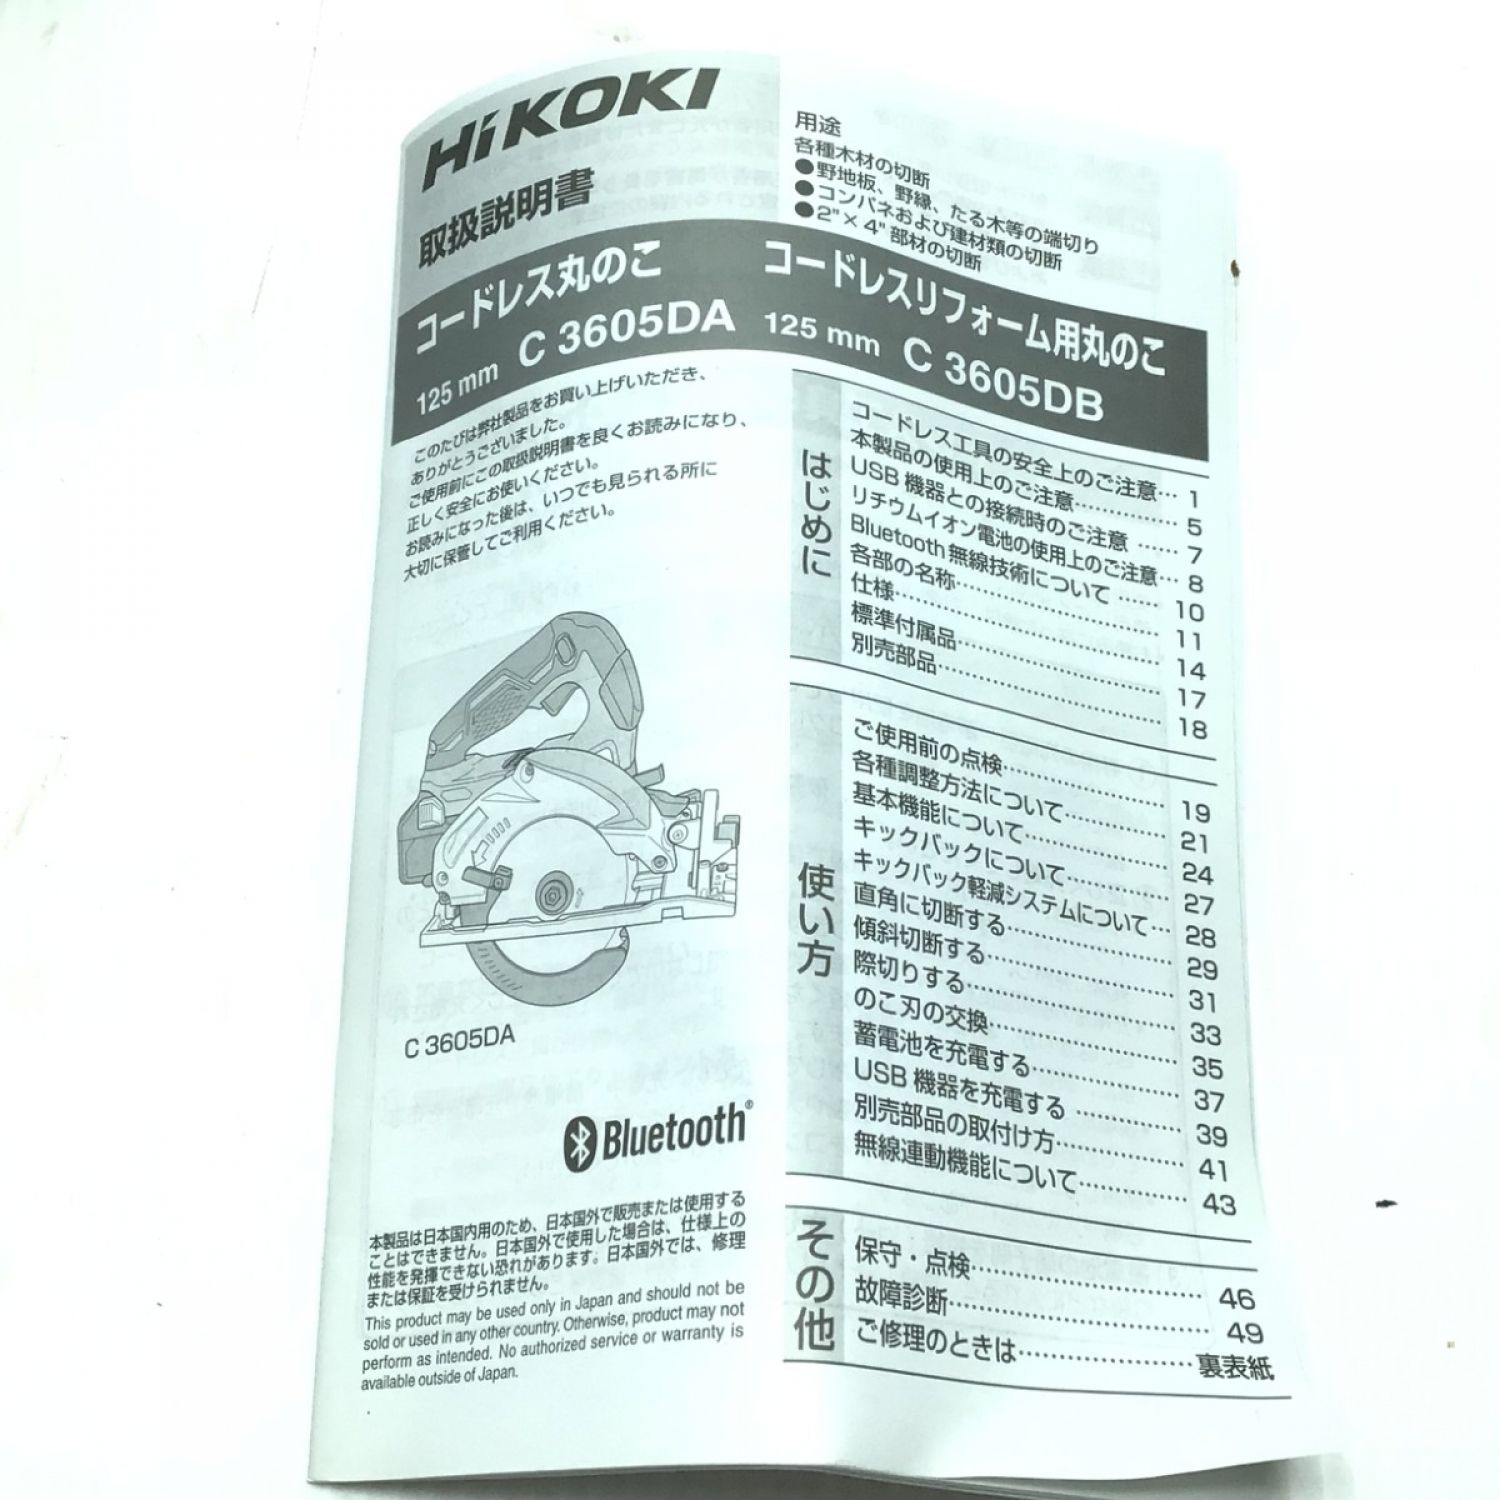 HiKOKI
取扱説明書
コードレス丸のこ
125 mm C 3605DA
コードレスリフォーム用丸のこ
125 mm C 3605DB
このたびは弊社製品をお買い上げいただき、
ありがとうございました。
ご使用前にこの取扱説明書を良くお読みになり、
正しく安全にお使いください。
お読みになった後は、いつでも見られる所に
大切に保管してご利用ください。
C 3605DA
Bluetooth®
本製品は日本国内用のため、日本国外で販売または使用する
ことはできません。日本国外で使用した場合は、仕様上の
性能を発揮できない恐れがあります。日本国外では、修理
または保証を受けられません。
This product may be used only in Japan and should not be
sold or used in any other country. Otherwise, product may not
perform as intended. No authorized service or warranty is
available outside of Japan.
用途
各種木材の切断
●野地板、野縁、たる木等の端切り
●コンパネおよび建材類の切断
●2"×4"部材の切断
はじめに
コードレス工具の安全上のご注意… 1
本製品の使用上のご注意…………… 5
USB 機器との接続時のご注意 …… 7
リチウムイオン電池の使用上のご注意… 8
Bluetooth無線技術について …… 10
各部の名称………………………… 11
仕様………………………………… 14
標準付属品………………………… 17
別売部品…………………………… 18
使い方
ご使用前の点検…………………… 19
各種調整方法について…………… 21
基本機能について………………… 24
キックバックについて…………… 27
キックバック軽減システムについて… 28
直角に切断する…………………… 29
傾斜切断する……………………… 31
際切りする………………………… 33
のこ刃の交換……………………… 35
蓄電池を充電する………………… 37
USB 機器を充電する …………… 39
別売部品の取付け方……………… 41
無線連動機能について…………… 43
その他
保守・点検………………………… 46
故障診断…………………………… 49
ご修理のときは………………… 裏表紙